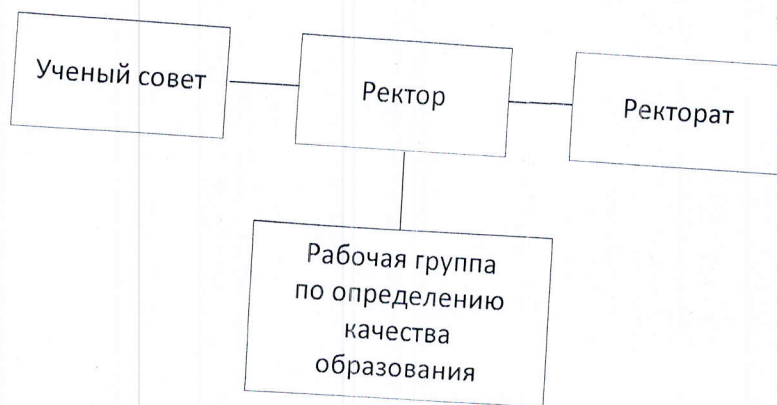 Ученый совет
Ректор
Ректорат
Рабочая группа
по определению
качества
образования